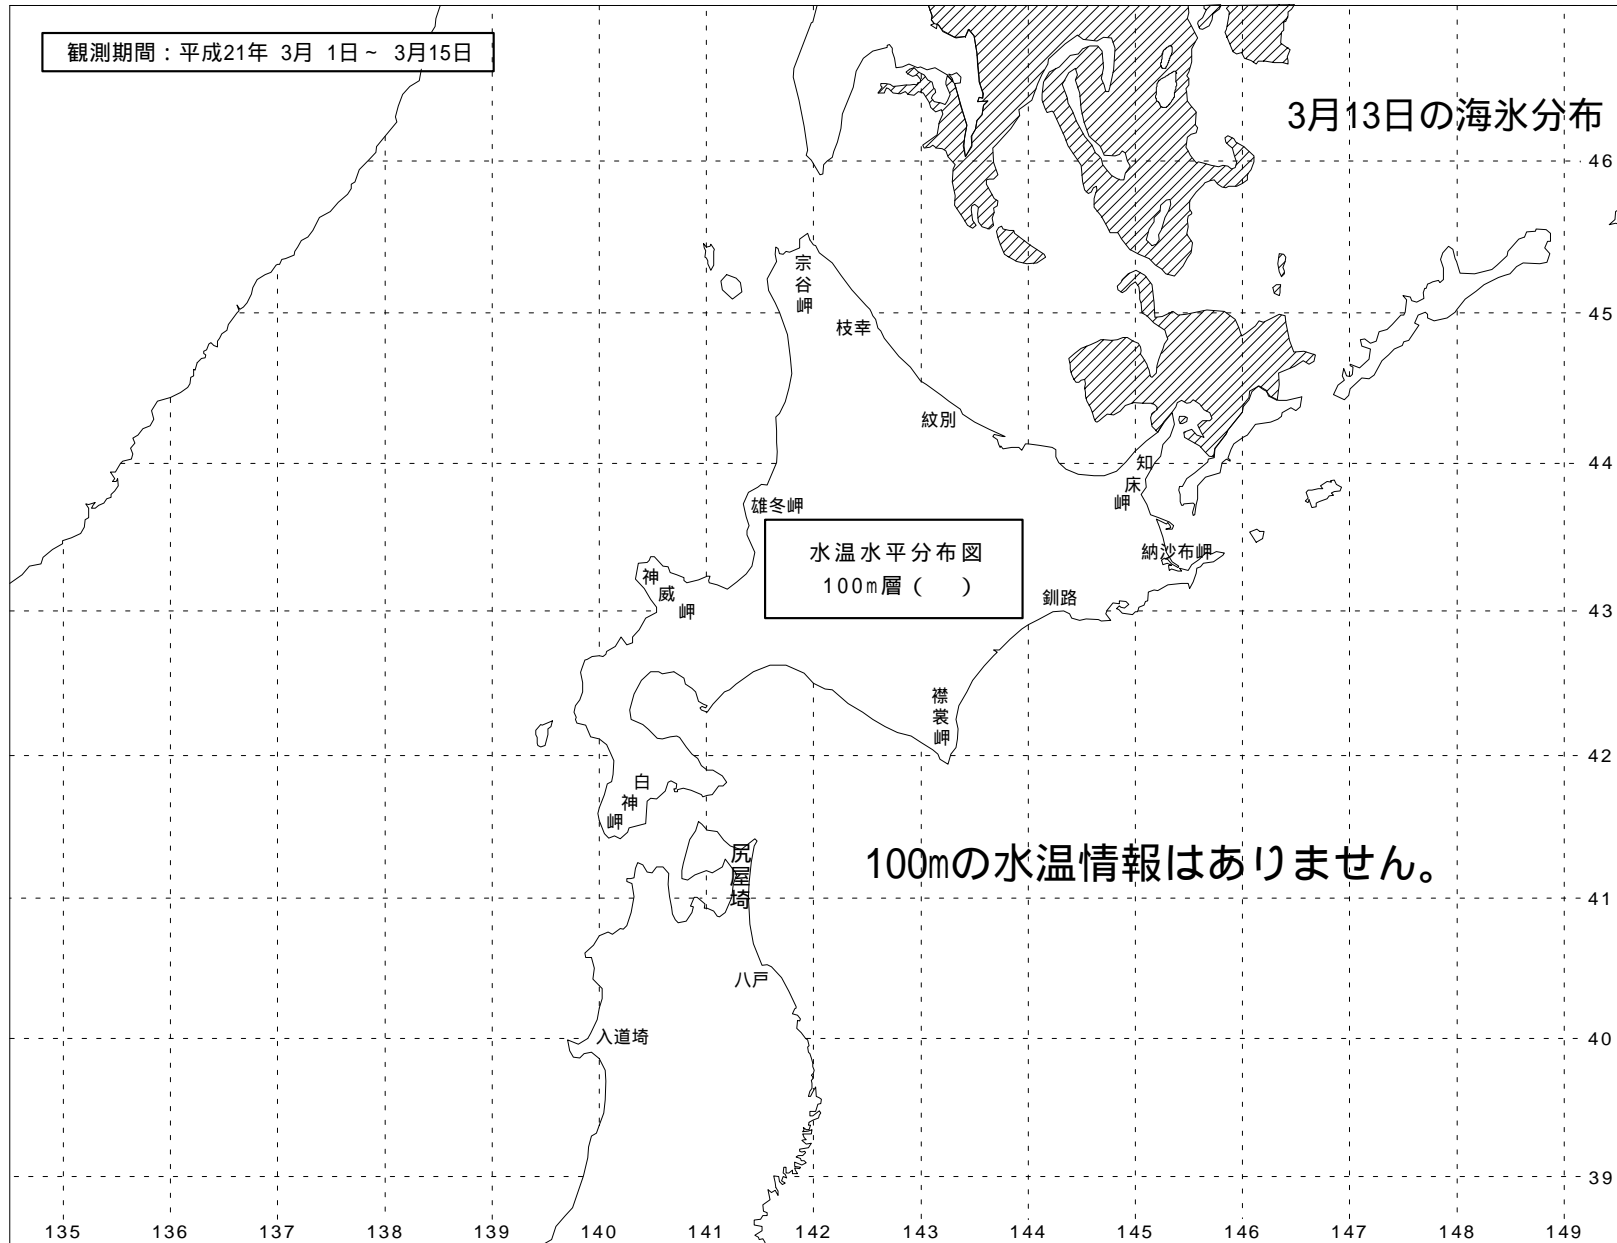 観測期間：平成21年 3月 1日～ 3月15日
3月13日の海氷分布
46
宗谷岬
45
枝幸
紋別
44
知床岬
雄冬岬
水温水平分布図
100m層（　）
納沙布岬
神威岬
釧路
43
襟裳岬
42
白神岬
尻屋埼
100mの水温情報はありません。
41
八戸
入道埼
40
39
135 136 137 138 139 140 141 142 143 144 145 146 147 148 149